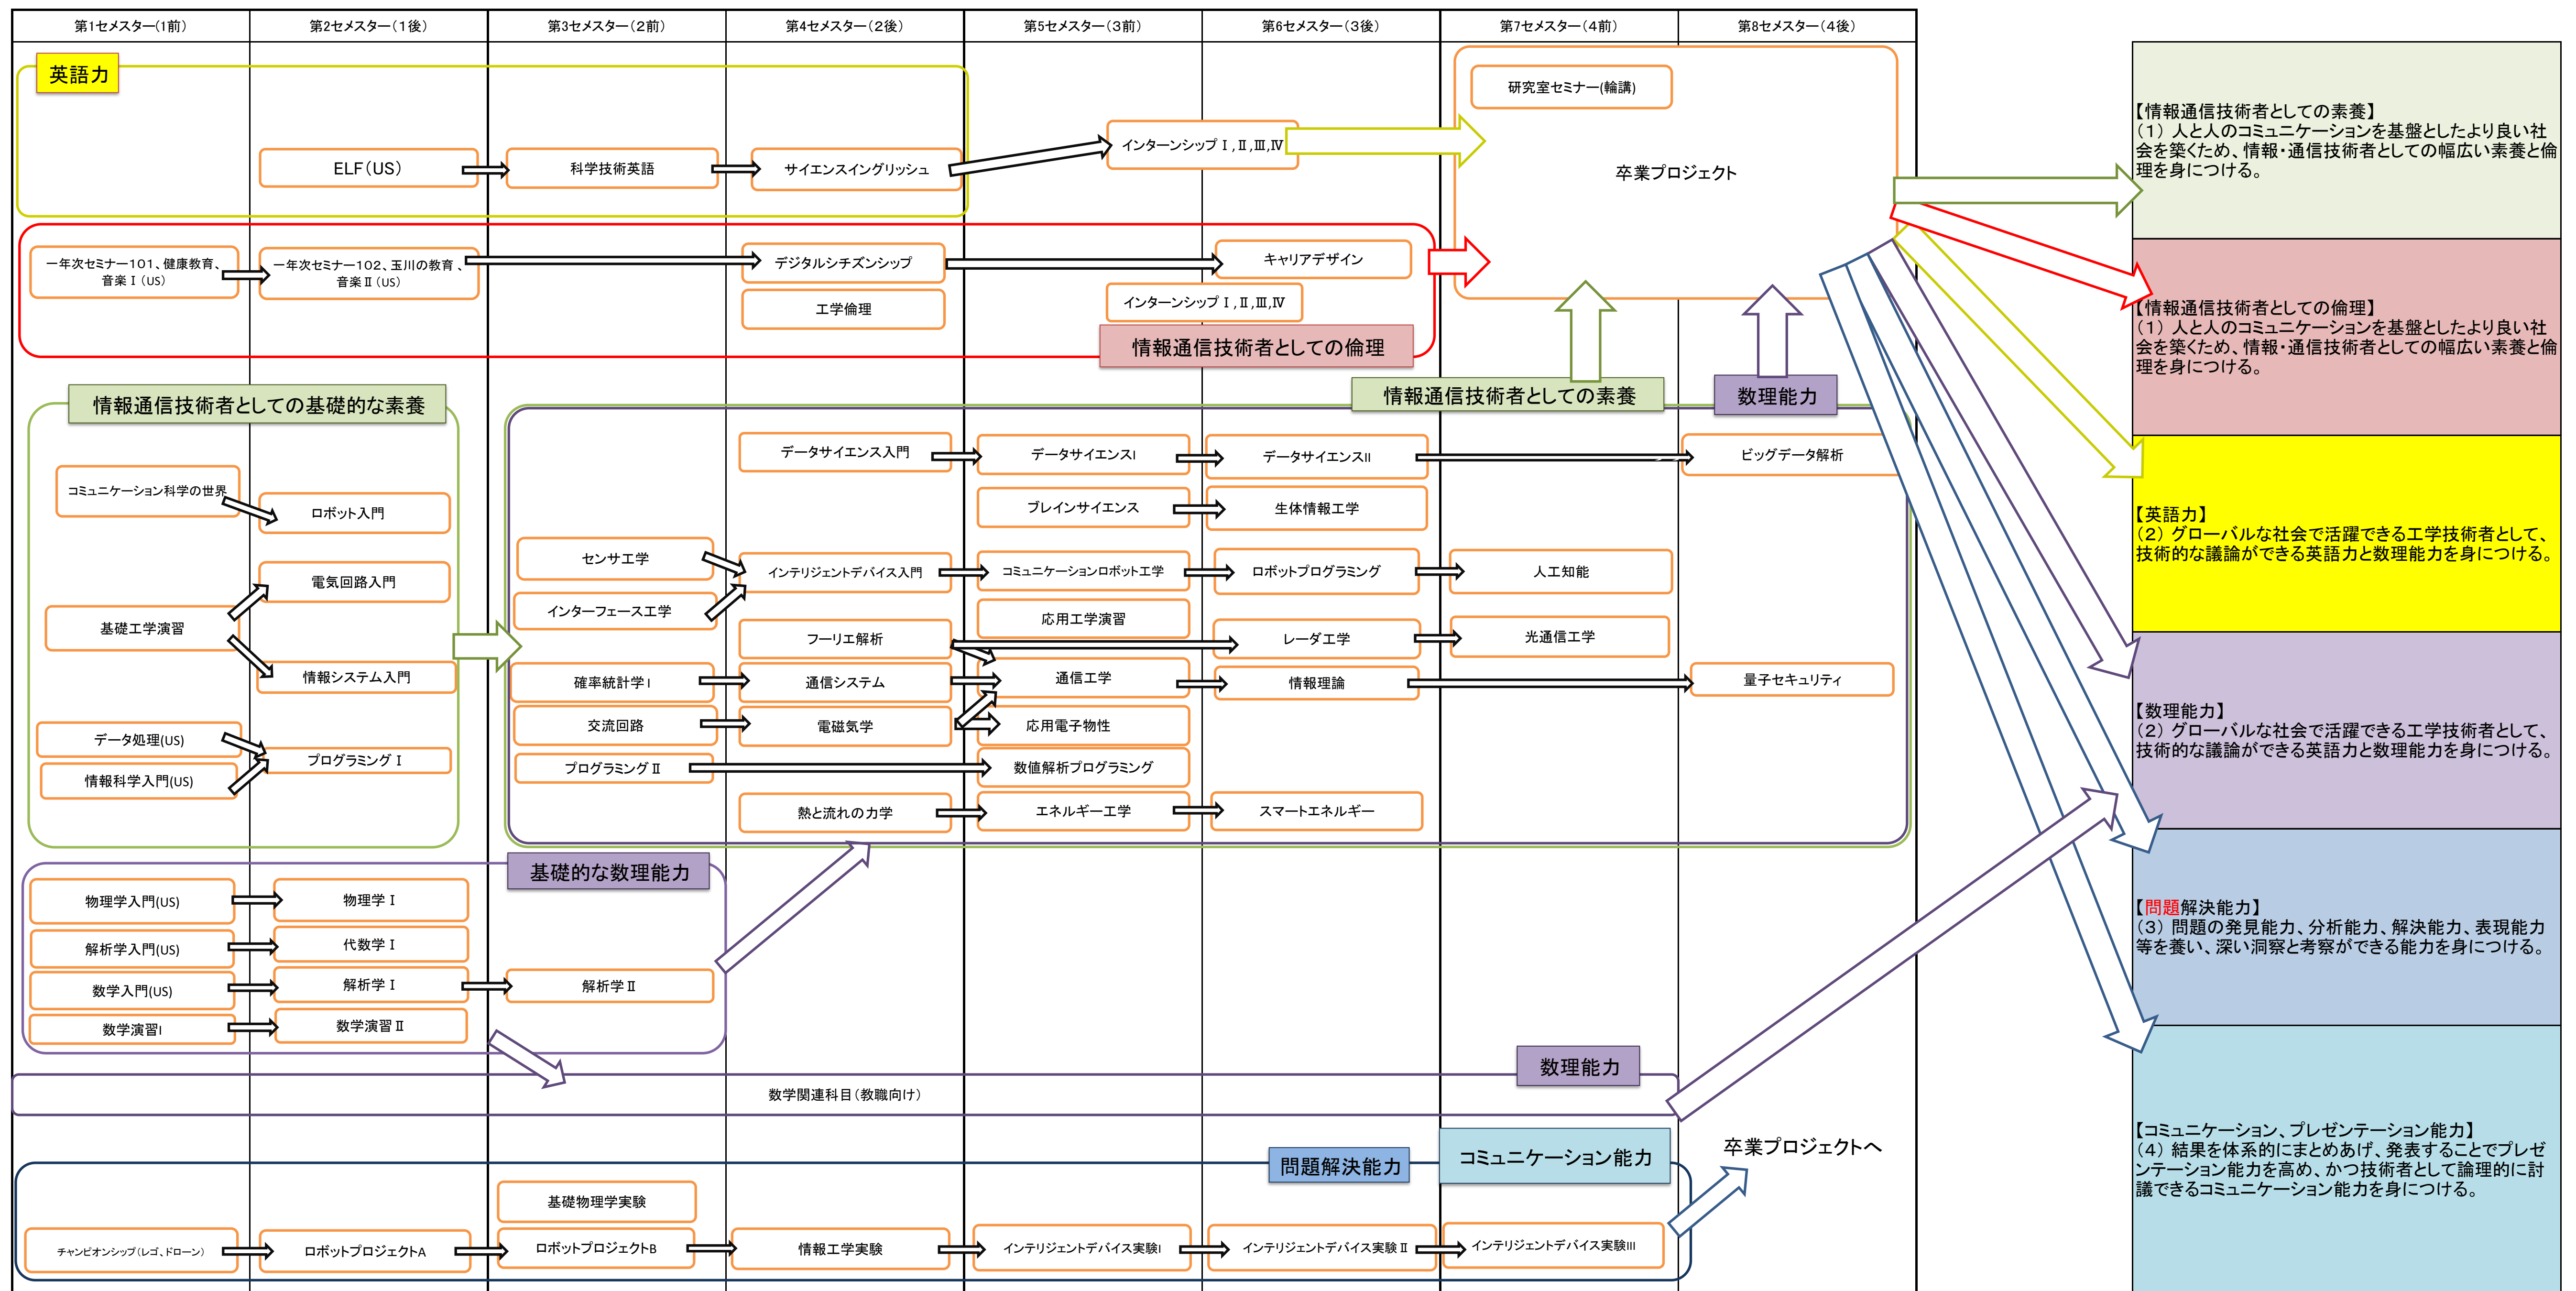 第1セメスター(1前)
第2セメスター(1後)
第3セメスター(2前)
第4セメスター(2後)
第5セメスター(3前)
第6セメスター(3後)
第7セメスター(4前)
第8セメスター(4後)
英語力
ELF(US)
科学技術英語
サイエンスイングリッシュ
インターンシップⅠ,Ⅱ,Ⅲ,Ⅳ
研究室セミナー(輪講)
卒業プロジェクト
一年次セミナー101、健康教育、
音楽Ⅰ(US)
一年次セミナー102、玉川の教育、
音楽Ⅱ(US)
デジタルシチズンシップ
キャリアデザイン
工学倫理
インターンシップⅠ,Ⅱ,Ⅲ,Ⅳ
情報通信技術者としての倫理
情報通信技術者としての基礎的な素養
情報通信技術者としての素養
数理能力
データサイエンス入門
データサイエンスI
データサイエンスII
ビッグデータ解析
コミュニケーション科学の世界
ロボット入門
ブレインサイエンス
生体情報工学
センサ工学
インテリジェントデバイス入門
コミュニケーションロボット工学
ロボットプログラミング
人工知能
電気回路入門
インターフェース工学
基礎工学演習
応用工学演習
フーリエ解析
レーダ工学
光通信工学
情報システム入門
確率統計学Ⅰ
通信システム
通信工学
情報理論
量子セキュリティ
交流回路
電磁気学
応用電子物性
データ処理(US)
プログラミングⅠ
プログラミングⅡ
数値解析プログラミング
情報科学入門(US)
熱と流れの力学
エネルギー工学
スマートエネルギー
基礎的な数理能力
物理学入門(US)
物理学Ⅰ
解析学入門(US)
代数学Ⅰ
数学入門(US)
解析学Ⅰ
解析学Ⅱ
数学演習I
数学演習Ⅱ
数理能力
数学関連科目(教職向け)
問題解決能力
コミュニケーション能力
卒業プロジェクトへ
基礎物理学実験
チャンピオンシップ(レゴ、ドローン)
ロボットプロジェクトA
ロボットプロジェクトB
情報工学実験
インテリジェントデバイス実験I
インテリジェントデバイス実験Ⅱ
インテリジェントデバイス実験III
【情報通信技術者としての素養】
(1) 人と人のコミュニケーションを基盤としたより良い社
会を築くため、情報・通信技術者としての幅広い素養と倫
理を身につける。
【情報通信技術者としての倫理】
(1) 人と人のコミュニケーションを基盤としたより良い社
会を築くため、情報・通信技術者としての幅広い素養と倫
理を身につける。
【英語力】
(2) グローバルな社会で活躍できる工学技術者として、
技術的な議論ができる英語力と数理能力を身につける。
【数理能力】
(2) グローバルな社会で活躍できる工学技術者として、
技術的な議論ができる英語力と数理能力を身につける。
【問題解決能力】
(3) 問題の発見能力、分析能力、解決能力、表現能力
等を養い、深い洞察と考察ができる能力を身につける。
【コミュニケーション、プレゼンテーション能力】
(4) 結果を体系的にまとめあげ、発表することでプレゼ
ンテーション能力を高め、かつ技術者として論理的に討
議できるコミュニケーション能力を身につける。